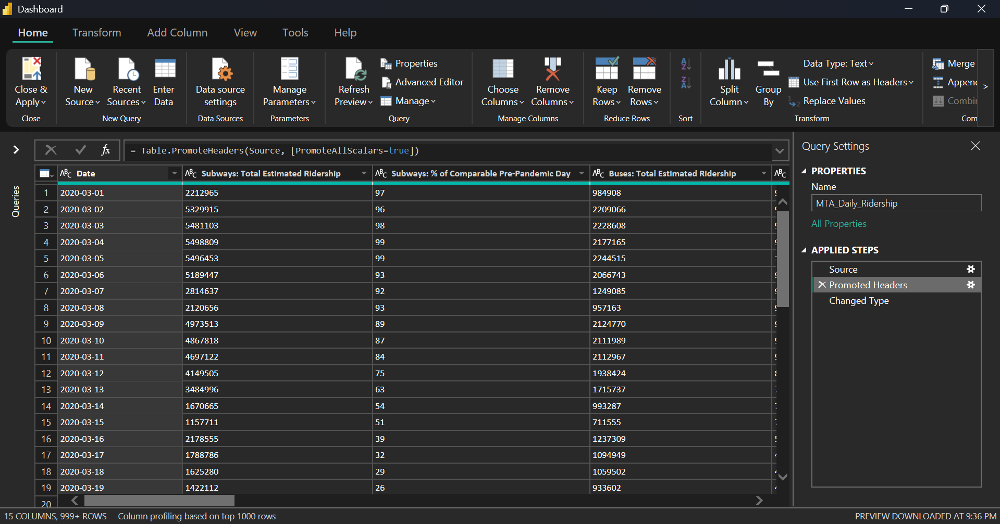 Dashboard
Home Transform Add Column View Tools Help
Close & Apply
Close
New Source
Recent Sources
Enter Data
New Query
Data source settings
Data Sources
Manage Parameters
Parameters
Refresh Preview
Properties
Advanced Editor
Manage
Query
Choose Columns
Remove Columns
Manage Columns
Keep Rows
Remove Rows
Reduce Rows
Sort
Split Column
Group By
Data Type: Text
Use First Row as Headers
Replace Values
Transform
Merge
Appen
Combi
Com
Queries
fx = Table.PromoteHeaders(Source, [PromoteAllScalars=true])
ABC Date ABC Subways: Total Estimated Ridership ABC Subways: % of Comparable Pre-Pandemic Day ABC Buses: Total Estimated Ridership ABC
1 2020-03-01 2212965 97 984908
2 2020-03-02 5329915 96 2209066
3 2020-03-03 5481103 98 2228608
4 2020-03-04 5498809 99 2177165
5 2020-03-05 5496453 99 2244515
6 2020-03-06 5189447 93 2066743
7 2020-03-07 2814637 92 1249085
8 2020-03-08 2120656 93 957163
9 2020-03-09 4973513 89 2124770
10 2020-03-10 4867818 87 2111989
11 2020-03-11 4697122 84 2112967
12 2020-03-12 4149505 75 1938424
13 2020-03-13 3484996 63 1715737
14 2020-03-14 1670665 54 993287
15 2020-03-15 1157711 51 711555
16 2020-03-16 2178555 39 1237309
17 2020-03-17 1788786 32 1094949
18 2020-03-18 1625280 29 1059502
19 2020-03-19 1422112 26 933602
20
Query Settings
PROPERTIES
Name
MTA_Daily_Ridership
All Properties
APPLIED STEPS
Source
Promoted Headers
Changed Type
15 COLUMNS, 999+ ROWS Column profiling based on top 1000 rows
PREVIEW DOWNLOADED AT 9:36 PM